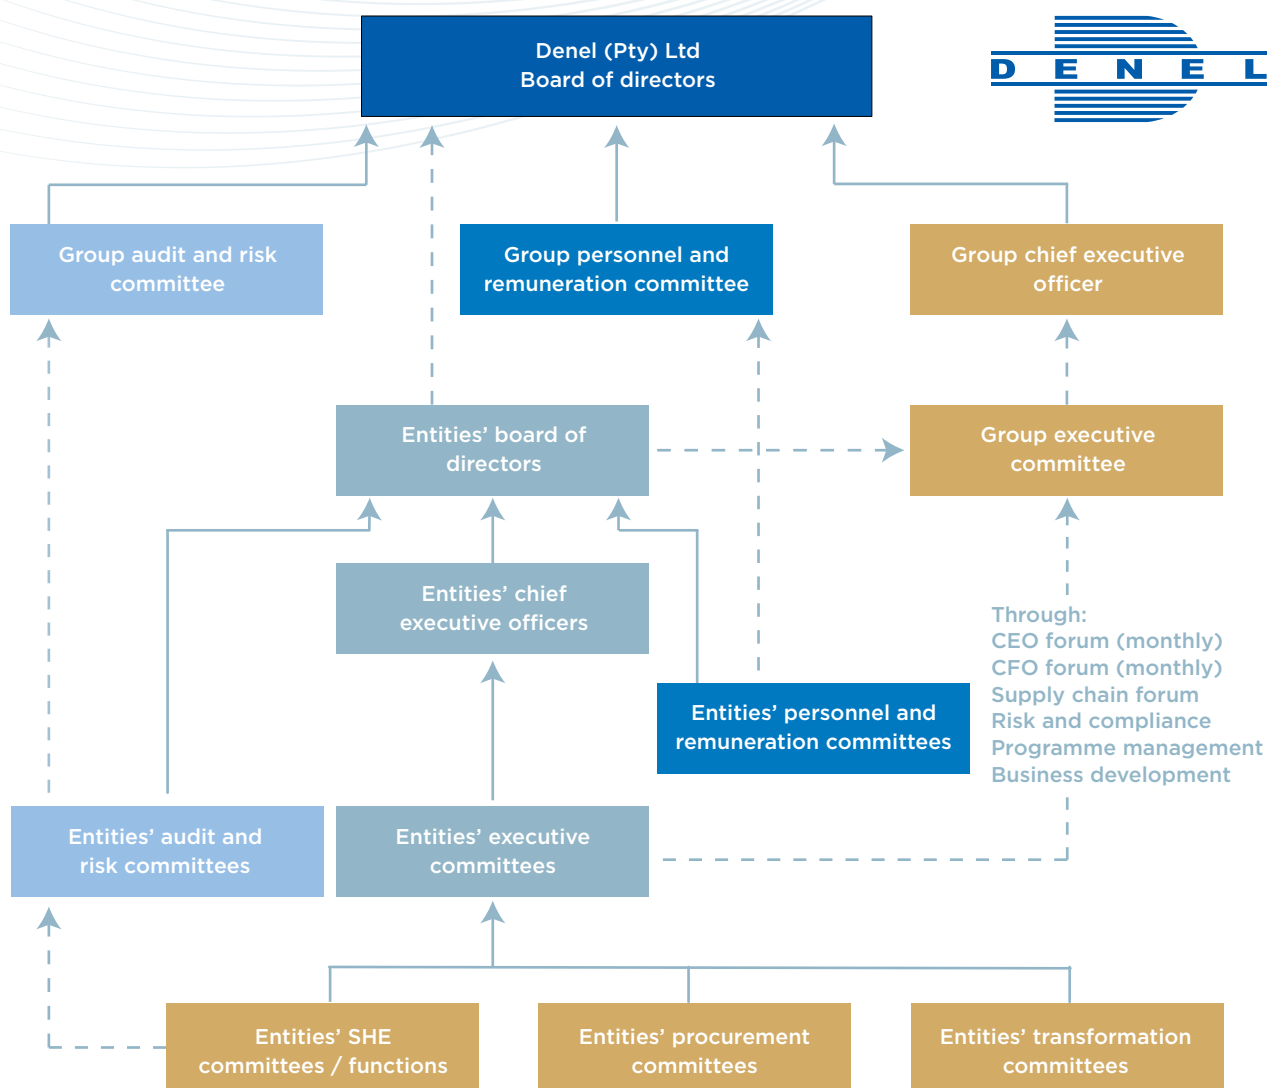 Denel (Pty) Ltd
Board of directors
DENEL
Group audit and risk
committee
Group personnel and
remuneration committee
Group chief executive
officer
Entities’ board of
directors
Group executive
committee
Entities’ chief
executive officers
Through:
CEO forum (monthly)
CFO forum (monthly)
Supply chain forum
Risk and compliance
Programme management
Business development
Entities’ personnel and
remuneration committees
Entities’ audit and
risk committees
Entities’ executive
committees
Entities’ SHE
committees / functions
Entities’ procurement
committees
Entities’ transformation
committees